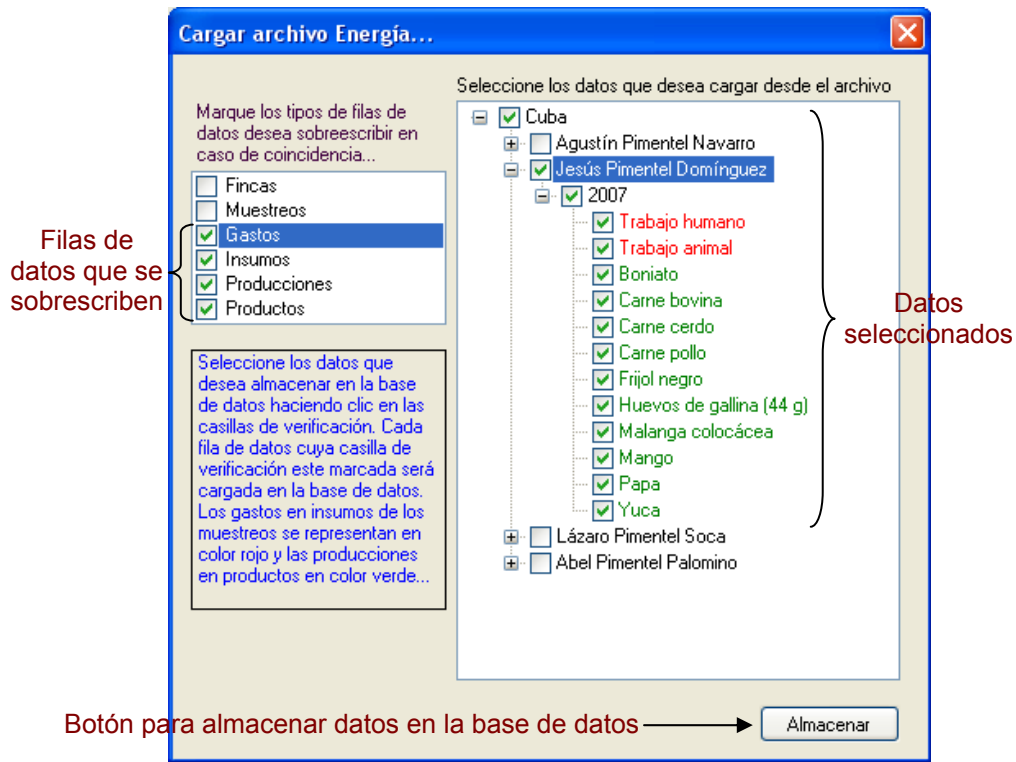 Cargar archivo Energía...
Seleccione los datos que desea cargar desde el archivo
Marque los tipos de filas de
datos desea sobreescribir en
caso de coincidencia...
Fincas
Muestreos
Gastos
Insumos
Producciones
Productos
Filas de
datos que se
sobrescriben
Seleccione los datos que
desea almacenar en la base
de datos haciendo clic en las
casillas de verificación. Cada
fila de datos cuya casilla de
verificación este marcada será
cargada en la base de datos.
Los gastos en insumos de los
muestreos se representan en
color rojo y las producciones
en productos en color verde...
Cuba
Agustín Pimentel Navarro
Jesús Pimentel Domínguez
2007
Trabajo humano
Trabajo animal
Boniato
Carne bovina
Carne cerdo
Carne pollo
Frijol negro
Huevos de gallina (44 g)
Malanga colocácea
Mango
Papa
Yuca
Lázaro Pimentel Soca
Abel Pimentel Palomino
Datos
seleccionados
Botón para almacenar datos en la base de datos
Almacenar